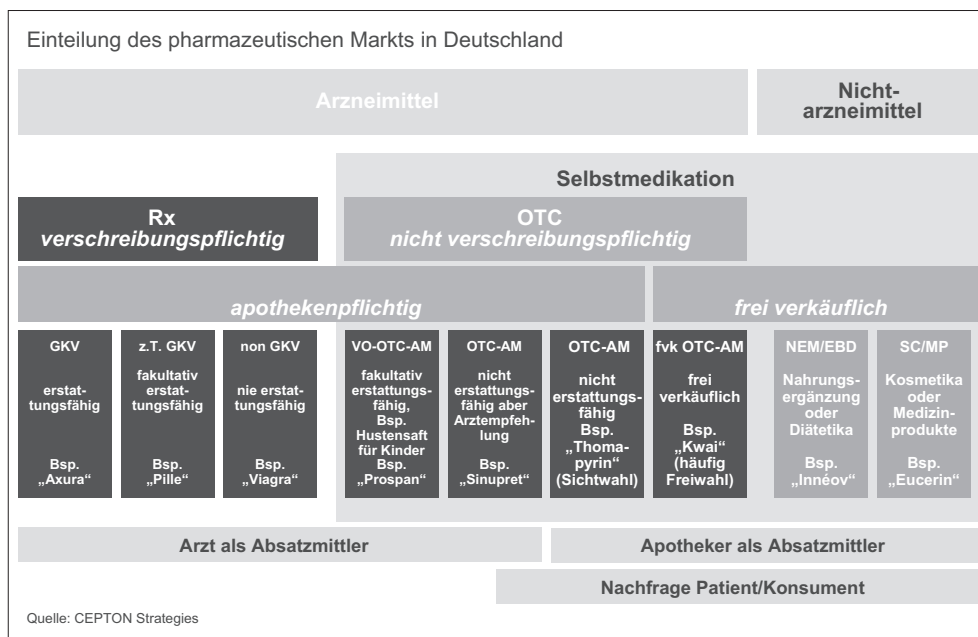 Einteilung des pharmazeutischen Markts in Deutschland
Arzneimittel
Nicht-
arzneimittel
Selbstmedikation
Rx
verschreibungspflichtig
OTC
nicht verschreibungspflichtig
apothekenpflichtig
frei verkäuflich
GKV
erstat-
tungsfähig
Bsp.
„Axura“
z.T. GKV
fakultativ
erstat-
tungsfähig
Bsp.
„Pille“
non GKV
nie erstat-
tungsfähig
Bsp.
„Viagra“
VO-OTC-AM
fakultativ
erstattungs-
fähig,
Bsp.
Hustensaft
für Kinder
Bsp.
„Prospan“
OTC-AM
nicht
erstattungs-
fähig aber
Arztempfeh-
lung
Bsp.
„Sinupret“
OTC-AM
nicht
erstattungs-
fähig
Bsp.
„Thoma-
pyrin“
(Sichtwahl)
fvk OTC-AM
frei
verkäuflich
Bsp.
„Kwai“
(häufig
Freiwahl)
NEM/EBD
Nahrungs-
ergänzung
oder
Diätetika
Bsp.
„Innéov“
SC/MP
Kosmetika
oder
Medizin-
produkte
Bsp.
„Eucerin“
Arzt als Absatzmittler
Apotheker als Absatzmittler
Nachfrage Patient/Konsument
Quelle: CEPTON Strategies